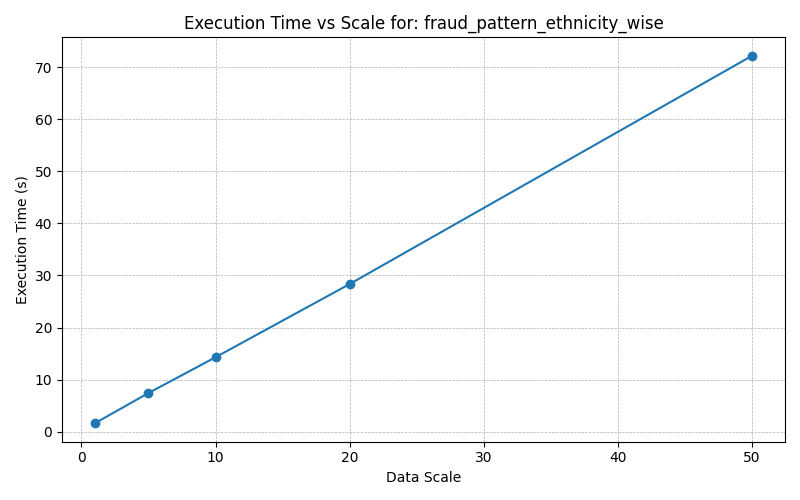 Execution Time vs Scale for: fraud_pattern_ethnicity_wise
70
60
50
40
30
20
10
0
Execution Time (s)
0 10 20 30 40 50
Data Scale